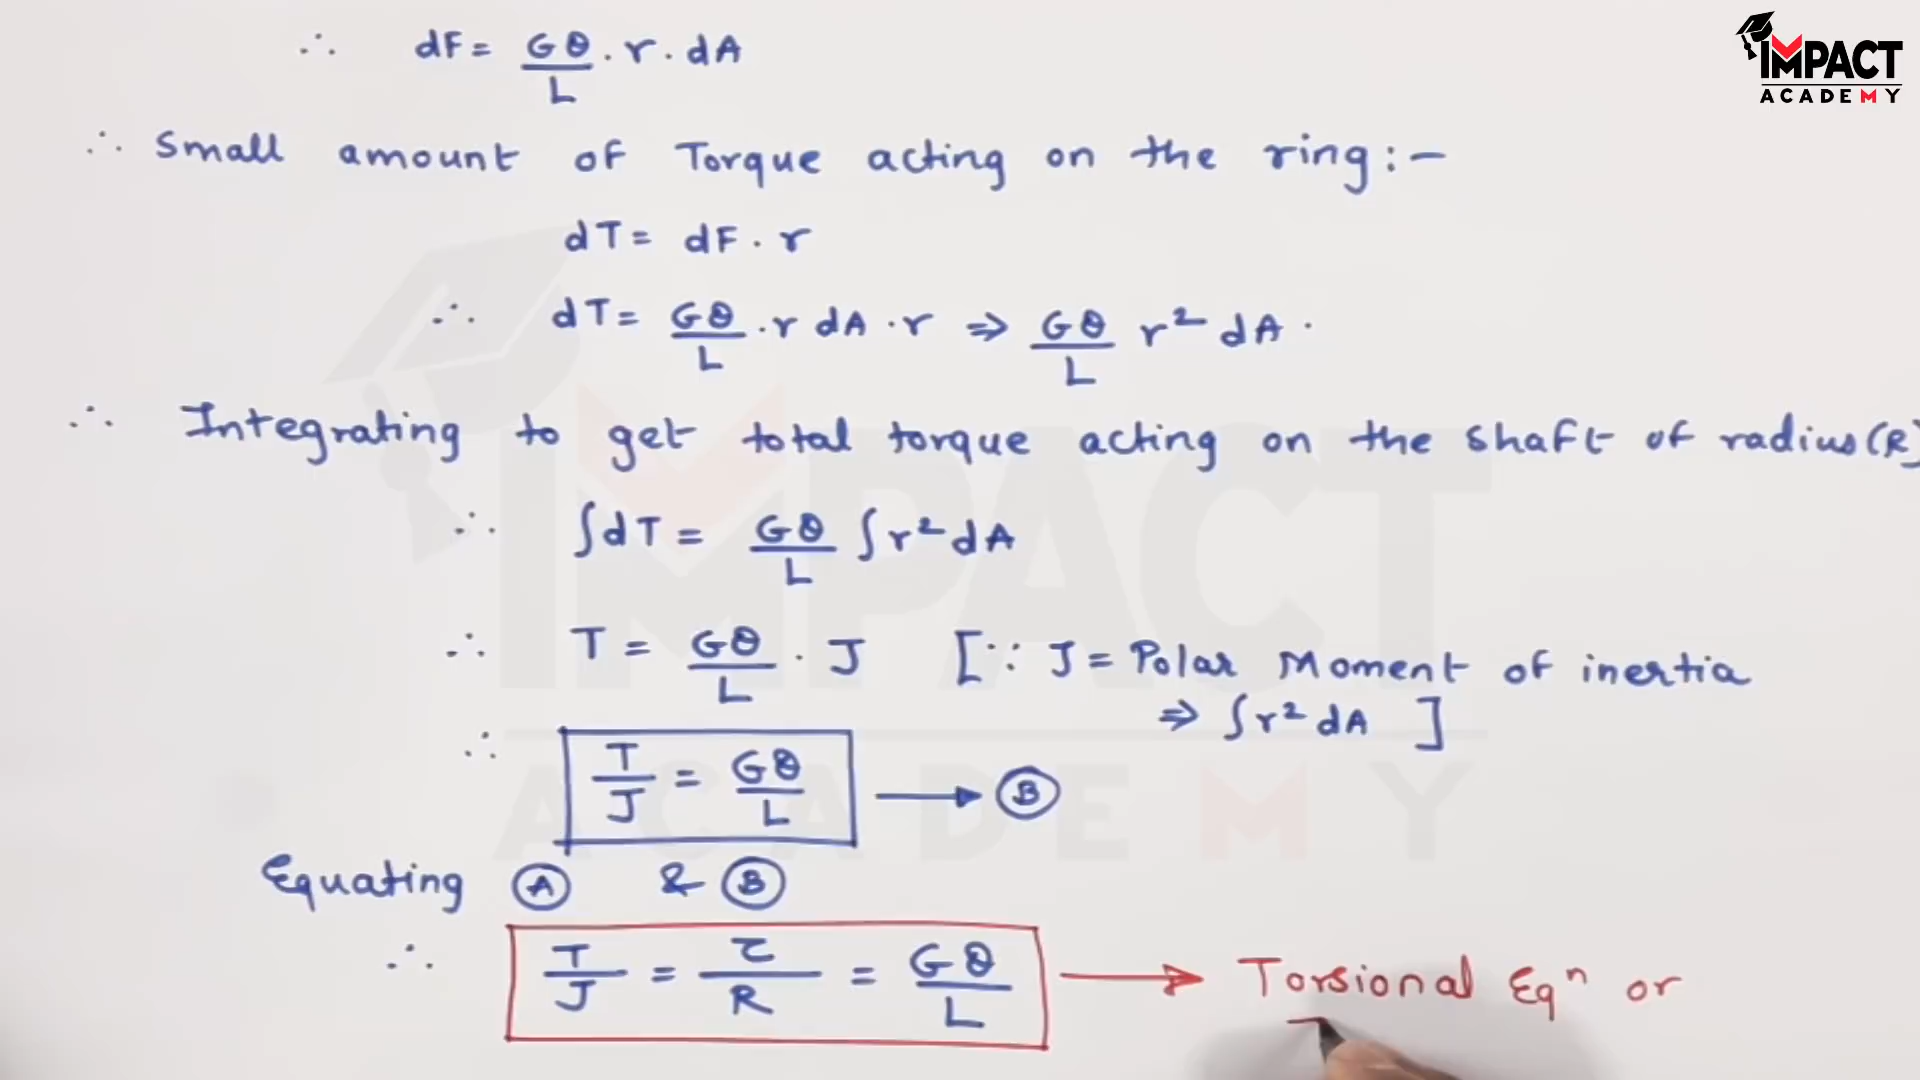 ∴ dF = Gθ/L · r · dA
IMPACT
ACADEMY
∴ Small amount of Torque acting on the ring:-
dT = dF · r
∴ dT = Gθ/L · r dA · r ⇒ Gθ/L r² dA ·
∴ Integrating to get total torque acting on the shaft of radius (R)
∴ ∫dT = Gθ/L ∫r² dA
∴ T = Gθ/L · J [∵ J = Polar Moment of inertia
⇒ ∫r² dA ]
∴ T/J = Gθ/L → (B)
Equating (A) & (B)
∴ T/J = τ/R = Gθ/L → Torsional Eqⁿ or
IMPACT
ACADEMY